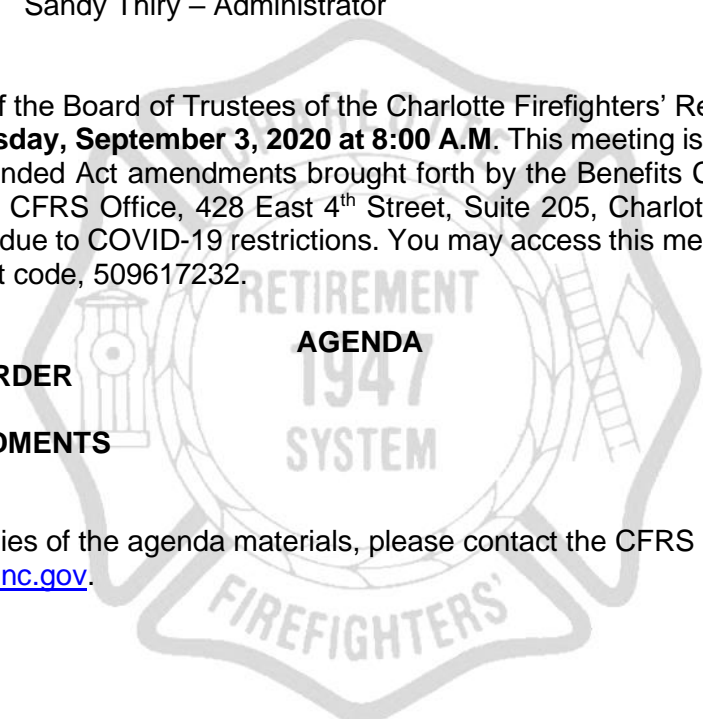 Sandy Thiry – Administrator
f the Board of Trustees of the Charlotte Firefighters’ Re
sday, September 3, 2020 at 8:00 A.M. This meeting is
nded Act amendments brought forth by the Benefits C
CFRS Office, 428 East 4th Street, Suite 205, Charlot
due to COVID-19 restrictions. You may access this me
t code, 509617232.
AGENDA
RDER
DMENTS
ies of the agenda materials, please contact the CFRS
nc.gov.
CHARLOTTE
RETIREMENT
1947
SYSTEM
FIREFIGHTERS'